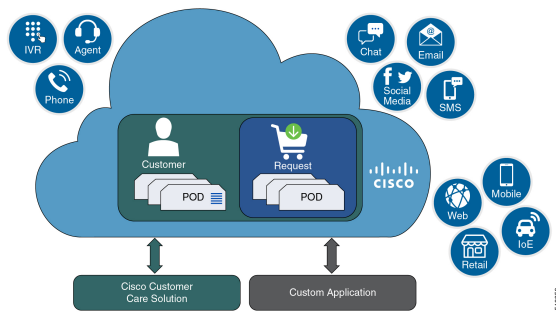 IVR
Agent
Phone
Chat
Email
Social
Media
SMS
Customer
Request
POD
POD
CISCO
Mobile
Web
IoE
Retail
Cisco Customer
Care Solution
Custom Application